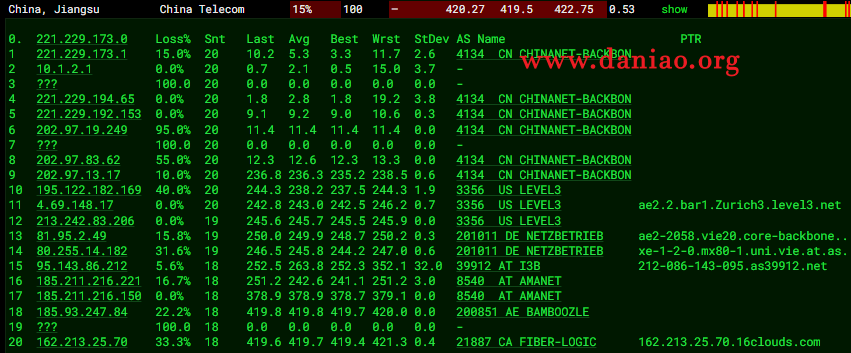 China, Jiangsu China Telecom 15% 100 – 420.27 419.5 422.75 0.53 show
0. 221.229.173.0 Loss% Snt Last Avg Best Wrst StDev AS Name PTR
1 221.229.173.1 15.0% 20 10.2 5.3 3.3 11.7 2.6 4134 CN CHINANET-BACKBON
www.daniao.org
2 10.1.2.1 0.0% 20 0.7 2.1 0.5 15.0 3.7 -
3 ??? 100.0 20 0.0 0.0 0.0 0.0 0.0 -
4 221.229.194.65 0.0% 20 1.8 2.8 1.8 19.2 3.8 4134 CN CHINANET-BACKBON
5 221.229.192.153 0.0% 20 9.1 9.2 9.0 10.6 0.3 4134 CN CHINANET-BACKBON
6 202.97.19.249 95.0% 20 11.4 11.4 11.4 11.4 0.0 4134 CN CHINANET-BACKBON
7 ??? 100.0 20 0.0 0.0 0.0 0.0 0.0 -
8 202.97.83.62 55.0% 20 12.3 12.6 12.3 13.3 0.0 4134 CN CHINANET-BACKBON
9 202.97.13.17 10.0% 20 236.8 236.3 235.2 238.5 0.6 4134 CN CHINANET-BACKBON
10 195.122.182.169 40.0% 20 244.3 238.2 237.5 244.3 1.9 3356 US LEVEL3
11 4.69.148.17 0.0% 20 242.8 243.0 242.5 246.2 0.7 3356 US LEVEL3 ae2.2.bar1.Zurich3.level3.net
12 213.242.83.206 0.0% 19 245.6 245.7 245.5 245.9 0.0 3356 US LEVEL3
13 81.95.2.49 15.8% 19 250.0 249.9 248.7 250.2 0.3 201011 DE NETZBETRIEB ae2-2058.vie20.core-backbone..
14 80.255.14.182 31.6% 19 246.5 245.8 244.2 247.0 0.6 201011 DE NETZBETRIEB xe-1-2-0.mx80-1.uni.vie.at.as.
15 95.143.86.212 5.6% 18 252.5 263.8 252.3 352.1 32.0 39912 AT I3B 212-086-143-095.as39912.net
16 185.211.216.221 16.7% 18 251.2 242.6 241.1 251.2 3.0 8540 AT AMANET
17 185.211.216.150 0.0% 18 378.9 378.9 378.7 379.1 0.0 8540 AT AMANET
18 185.93.247.84 22.2% 18 419.8 419.8 419.7 420.0 0.0 200851 AE BAMBOOZLE
19 ??? 100.0 18 0.0 0.0 0.0 0.0 0.0 -
20 162.213.25.70 33.3% 18 419.6 419.7 419.4 421.3 0.4 21887 CA FIBER-LOGIC 162.213.25.70.16clouds.com